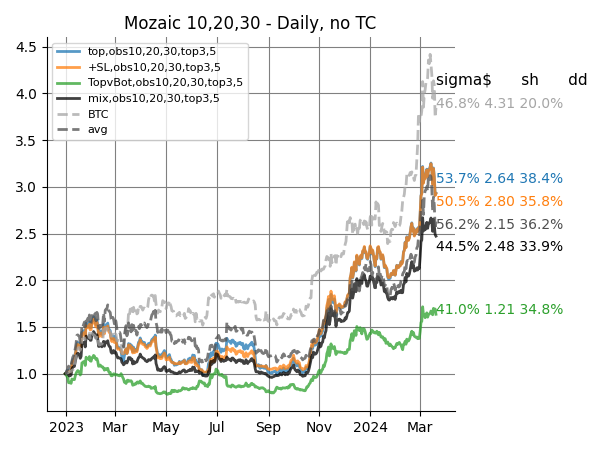 Mozaic 10,20,30 - Daily, no TC
top,obs10,20,30,top3,5
+SL,obs10,20,30,top3,5
TopvBot,obs10,20,30,top3,5
mix,obs10,20,30,top3,5
BTC
avg
sigma$ sh dd
46.8% 4.31 20.0%
53.7% 2.64 38.4%
50.5% 2.80 35.8%
56.2% 2.15 36.2%
44.5% 2.48 33.9%
41.0% 1.21 34.8%
4.5
4.0
3.5
3.0
2.5
2.0
1.5
1.0
2023 Mar May Jul Sep Nov 2024 Mar